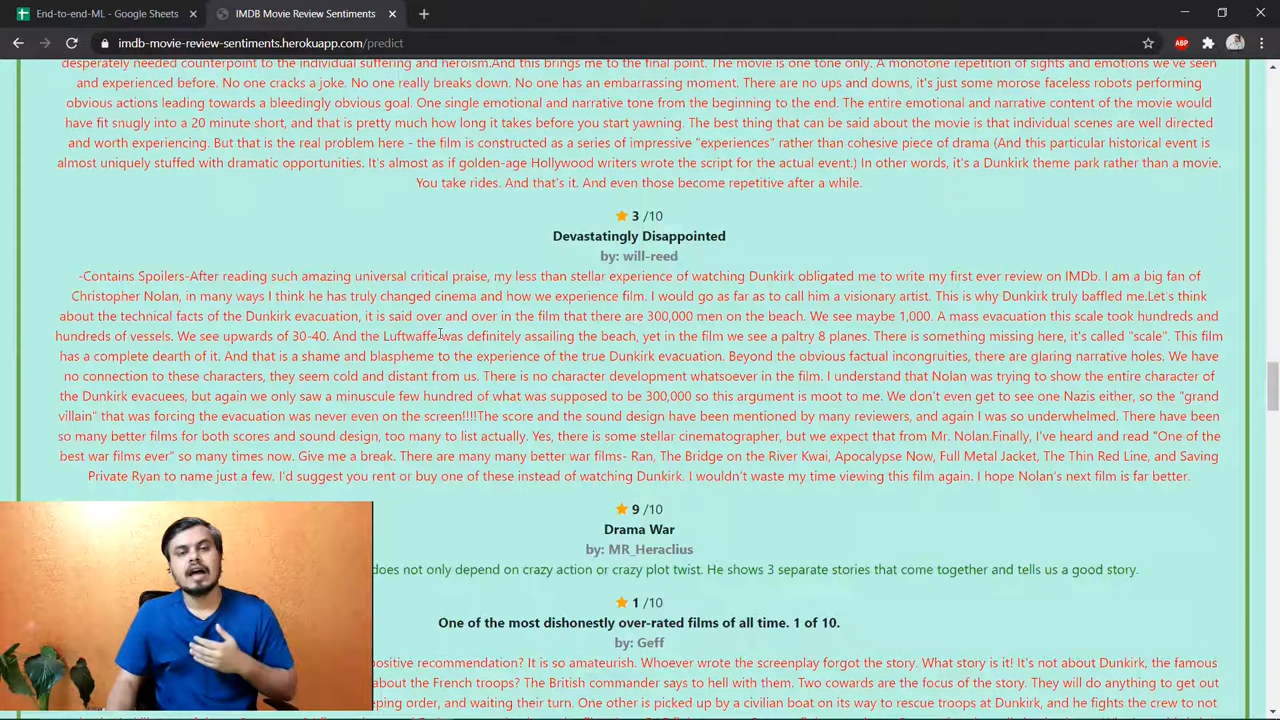 End-to-end-ML - Google Sheets
IMDB Movie Review Sentiments
imdb-movie-review-sentiments.herokuapp.com/predict
ABP
desperately needed counterpoint to the individual suffering and heroism.And this brings me to the final point. The movie is one tone only. A monotone repetition of sights and emotions we've seen
and experienced before. No one cracks a joke. No one really breaks down. No one has an embarrassing moment. There are no ups and downs, it's just some morose faceless robots performing
obvious actions leading towards a bleedingly obvious goal. One single emotional and narrative tone from the beginning to the end. The entire emotional and narrative content of the movie would
have fit snugly into a 20 minute short, and that is pretty much how long it takes before you start yawning. The best thing that can be said about the movie is that individual scenes are well directed
and worth experiencing. But that is the real problem here - the film is constructed as a series of impressive "experiences" rather than cohesive piece of drama (And this particular historical event is
almost uniquely stuffed with dramatic opportunities. It's almost as if golden-age Hollywood writers wrote the script for the actual event.) In other words, it's a Dunkirk theme park rather than a movie.
You take rides. And that's it. And even those become repetitive after a while.
3 /10
Devastatingly Disappointed
by: will-reed
-Contains Spoilers-After reading such amazing universal critical praise, my less than stellar experience of watching Dunkirk obligated me to write my first ever review on IMDb. I am a big fan of
Christopher Nolan, in many ways I think he has truly changed cinema and how we experience film. I would go as far as to call him a visionary artist. This is why Dunkirk truly baffled me.Let's think
about the technical facts of the Dunkirk evacuation, it is said over and over in the film that there are 300,000 men on the beach. We see maybe 1,000. A mass evacuation this scale took hundreds and
hundreds of vessels. We see upwards of 30-40. And the Luftwaffe was definitely assailing the beach, yet in the film we see a paltry 8 planes. There is something missing here, it's called "scale". This film
has a complete dearth of it. And that is a shame and blaspheme to the experience of the true Dunkirk evacuation. Beyond the obvious factual incongruities, there are glaring narrative holes. We have
no connection to these characters, they seem cold and distant from us. There is no character development whatsoever in the film. I understand that Nolan was trying to show the entire character of
the Dunkirk evacuees, but again we only saw a minuscule few hundred of what was supposed to be 300,000 so this argument is moot to me. We don't even get to see one Nazis either, so the "grand
villain" that was forcing the evacuation was never even on the screen!!!!The score and the sound design have been mentioned by many reviewers, and again I was so underwhelmed. There have been
so many better films for both scores and sound design, too many to list actually. Yes, there is some stellar cinematographer, but we expect that from Mr. Nolan.Finally, I've heard and read "One of the
best war films ever" so many times now. Give me a break. There are many many better war films- Ran, The Bridge on the River Kwai, Apocalypse Now, Full Metal Jacket, The Thin Red Line, and Saving
Private Ryan to name just a few. I'd suggest you rent or buy one of these instead of watching Dunkirk. I wouldn't waste my time viewing this film again. I hope Nolan's next film is far better.
9 /10
Drama War
by: MR_Heraclius
does not only depend on crazy action or crazy plot twist. He shows 3 separate stories that come together and tells us a good story.
1 /10
One of the most dishonestly over-rated films of all time. 1 of 10.
by: Geff
positive recommendation? It is so amateurish. Whoever wrote the screenplay forgot the story. What story is it! It's not about Dunkirk, the famous
about the French troops? The British commander says to hell with them. Two cowards are the focus of the story. They will do anything to get out
order, and waiting their turn. One other is picked up by a civilian boat on its way to rescue troops at Dunkirk, and he fights the crew to not